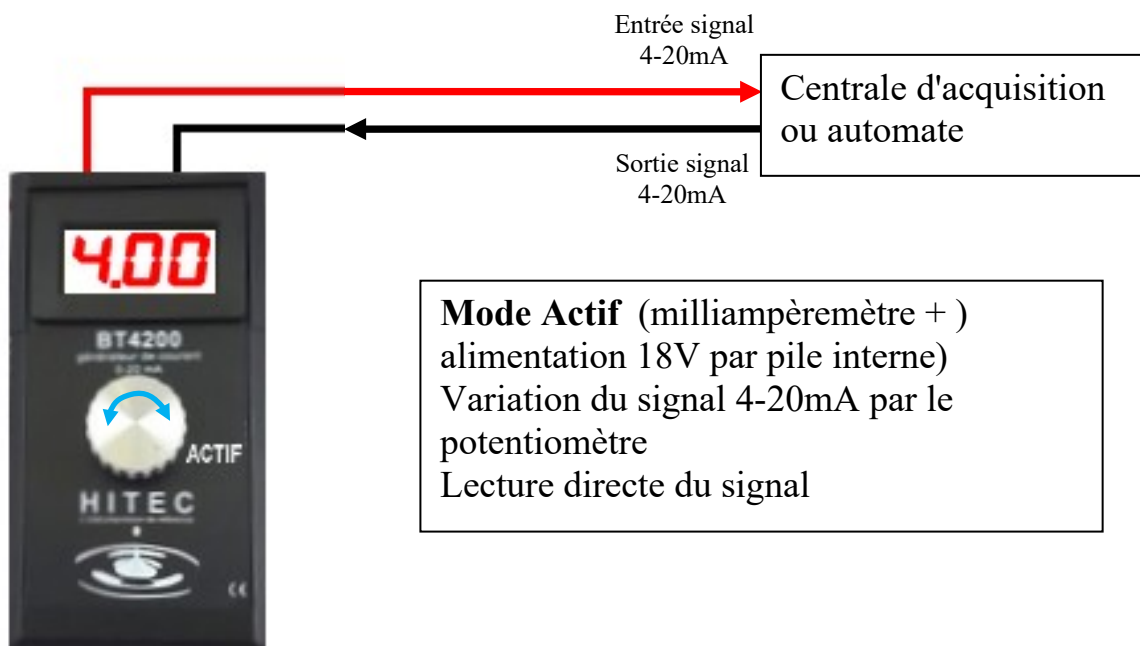 Entrée signal
4-20mA
Centrale d'acquisition
ou automate
Sortie signal
4-20mA
4.00
BT4200
générateur de courant
0-20 mA
ACTIF
HITEC
Mode Actif (milliampèremètre + )
alimentation 18V par pile interne)
Variation du signal 4-20mA par le
potentiomètre
Lecture directe du signal
CE